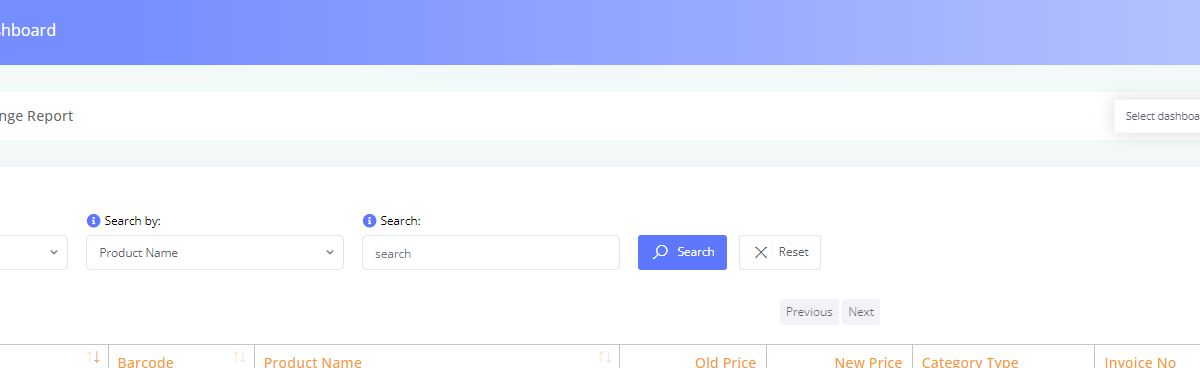 shboard
nge Report
Select dashboa
Search by:
Search:
Product Name
search
Search
Reset
Previous Next
Barcode Product Name Old Price New Price Category Type Invoice No